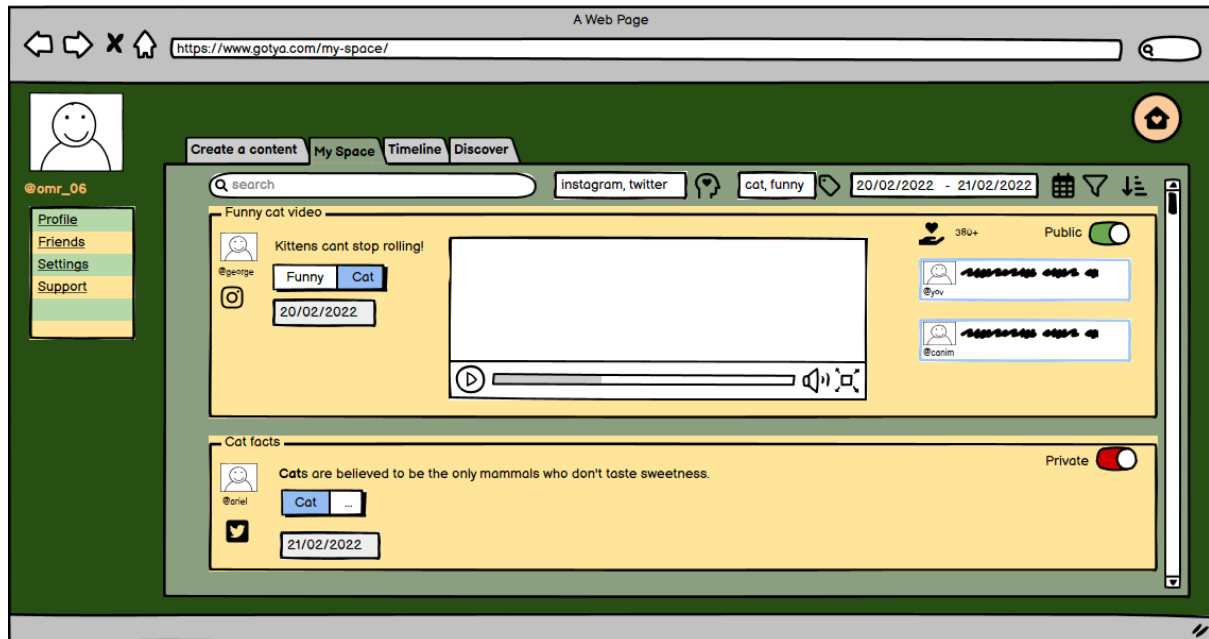 A Web Page
https://www.gotya.com/my-space/
Create a content
My Space
Timeline
Discover
@omr_06
Profile
Friends
Settings
Support
search
instagram, twitter
cat, funny
20/02/2022 - 21/02/2022
Funny cat video
@george
Kittens cant stop rolling!
Funny
Cat
20/02/2022
380+
Public
@yov
@canim
Cat facts
@ariel
Cats are believed to be the only mammals who don't taste sweetness.
Cat
...
21/02/2022
Private